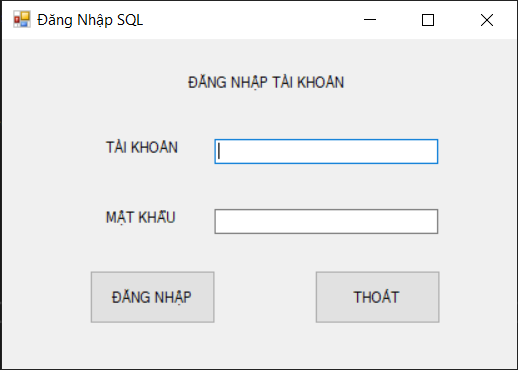 Đăng Nhập SQL
ĐĂNG NHẬP TÀI KHOẢN
TÀI KHOẢN
MẬT KHẨU
ĐĂNG NHẬP
THOÁT